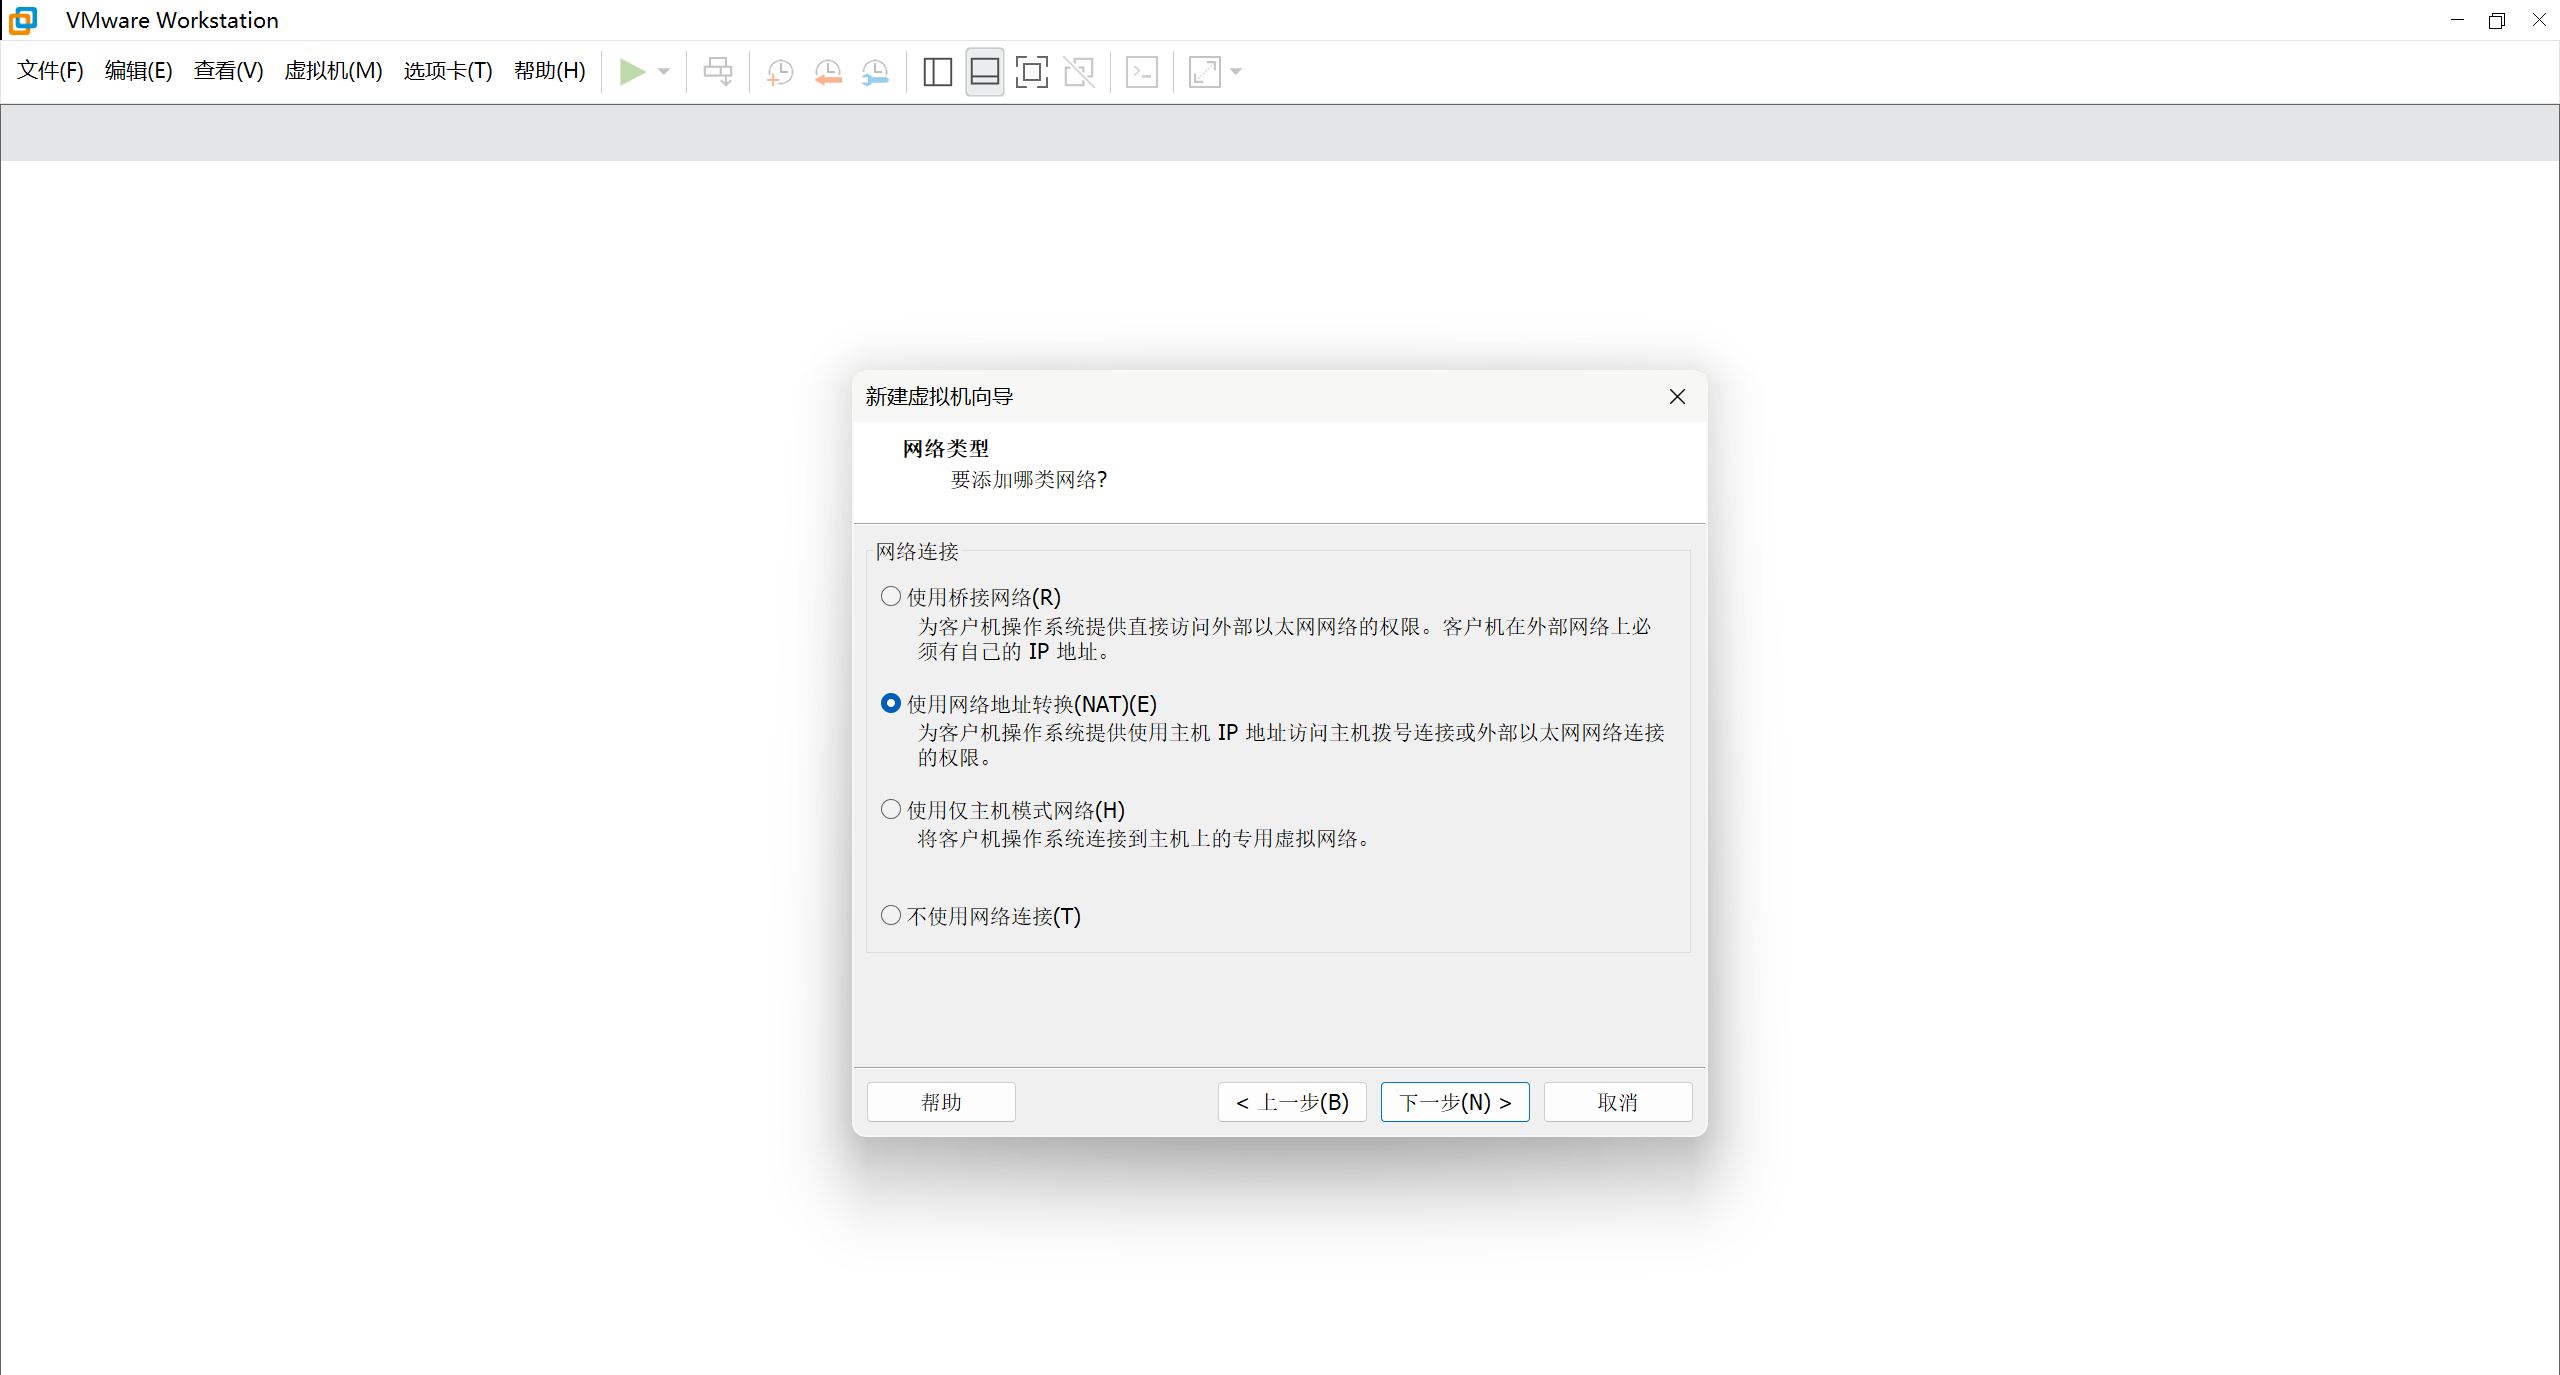 VMware Workstation
文件(F) 编辑(E) 查看(V) 虚拟机(M) 选项卡(T) 帮助(H)
新建虚拟机向导
网络类型
要添加哪类网络?
网络连接
使用桥接网络(R)
为客户机操作系统提供直接访问外部以太网网络的权限。客户机在外部网络上必
须有自己的 IP 地址。
使用网络地址转换(NAT)(E)
为客户机操作系统提供使用主机 IP 地址访问主机拨号连接或外部以太网网络连接
的权限。
使用仅主机模式网络(H)
将客户机操作系统连接到主机上的专用虚拟网络。
不使用网络连接(T)
帮助 < 上一步(B) 下一步(N) > 取消